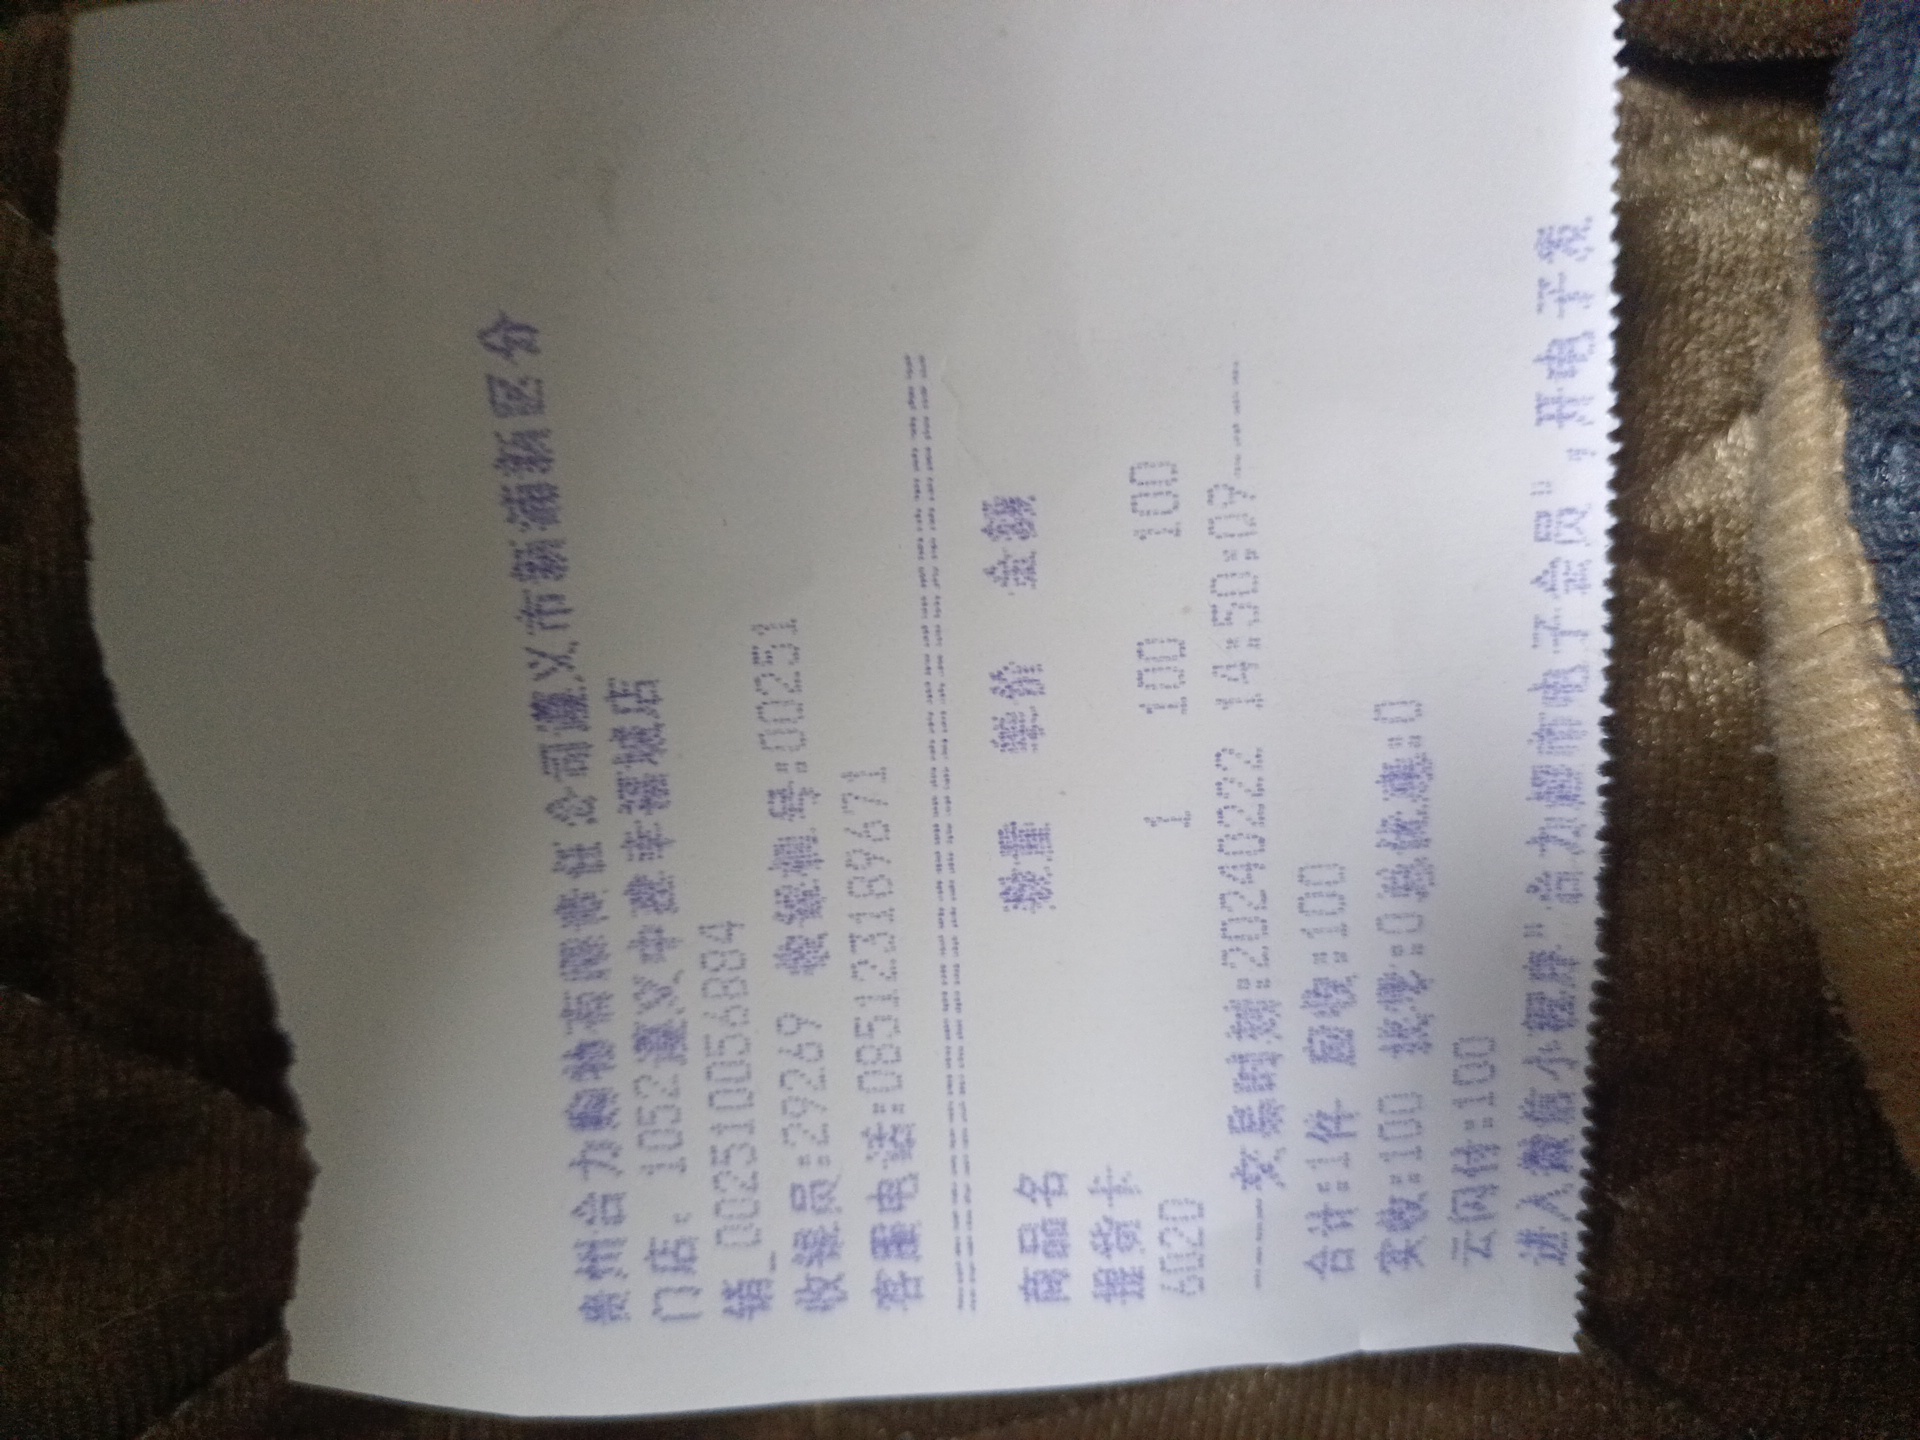 贵州合力购物有限责任公司遵义市新蒲新区分
门店: 1052遵义中建幸福城店
销_0025100056884
收银员:29269 收银机号:00251
客服电话:085123189671
==========================================
商品名 数量 单价 金额
提货卡
6020 1 100 100
----交易时刻:20240222 14:50:09------
合计:1件 应收:100
实收:100 找零:0总优惠:0
云闪付:100
进入微信小程序"合力超市电子会员",开电子发